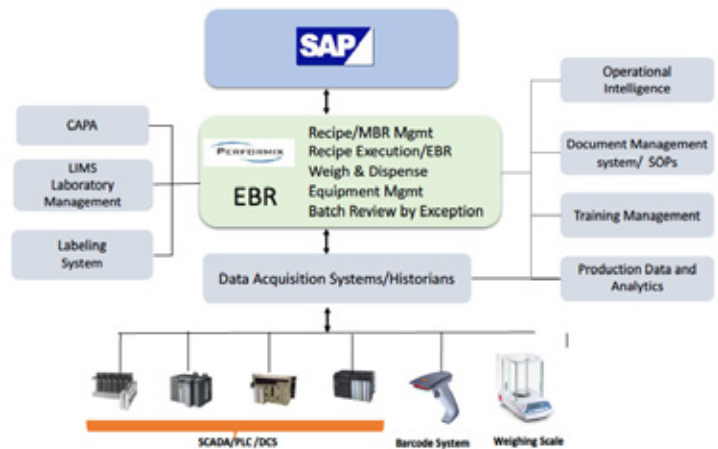 SAP
CAPA
LIMS
Laboratory
Management
Labeling
System
PERFORMIX
EBR
Recipe/MBR Mgmt
Recipe Execution/EBR
Weigh & Dispense
Equipment Mgmt
Batch Review by Exception
Operational
Intelligence
Document Management
system/ SOPs
Training Management
Production Data and
Analytics
Data Acquisition Systems/Historians
SCADA/PLC /DCS
Barcode System
Weighing Scale